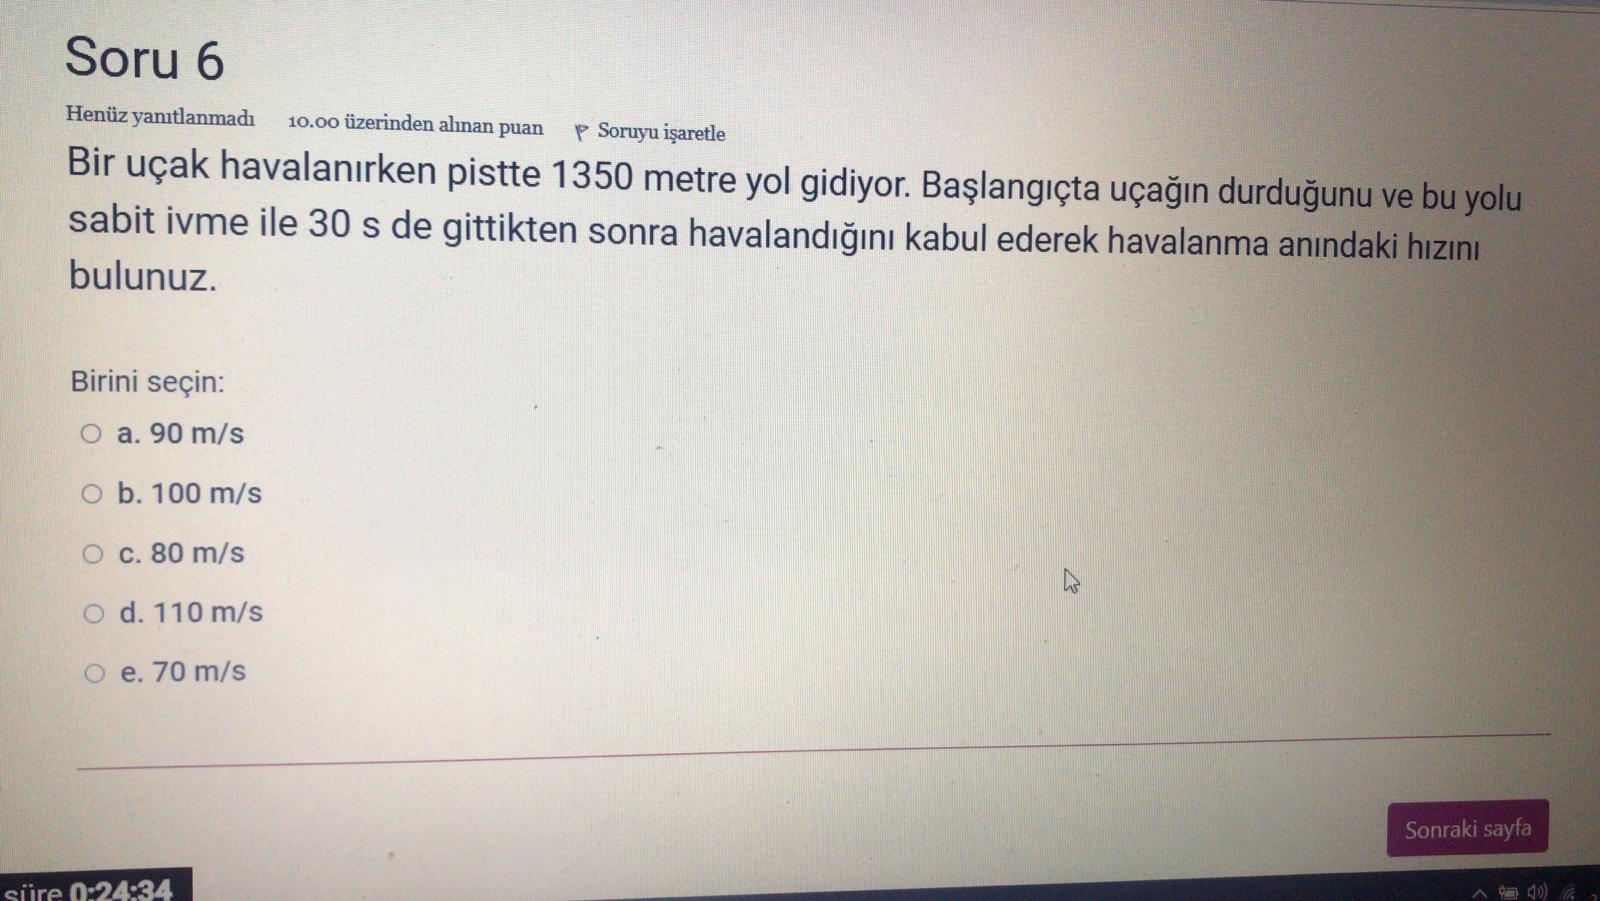 Soru 6
Henüz yanıtlanmadı 10.00 üzerinden alınan puan Soruyu işaretle
Bir uçak havalanırken pistte 1350 metre yol gidiyor. Başlangıçta uçağın durduğunu ve bu yolu
sabit ivme ile 30 s de gittikten sonra havalandığını kabul ederek havalanma anındaki hızını
bulunuz.
Birini seçin:
a. 90 m/s
b. 100 m/s
c. 80 m/s
d. 110 m/s
e. 70 m/s
Sonraki sayfa
süre 0:24:34